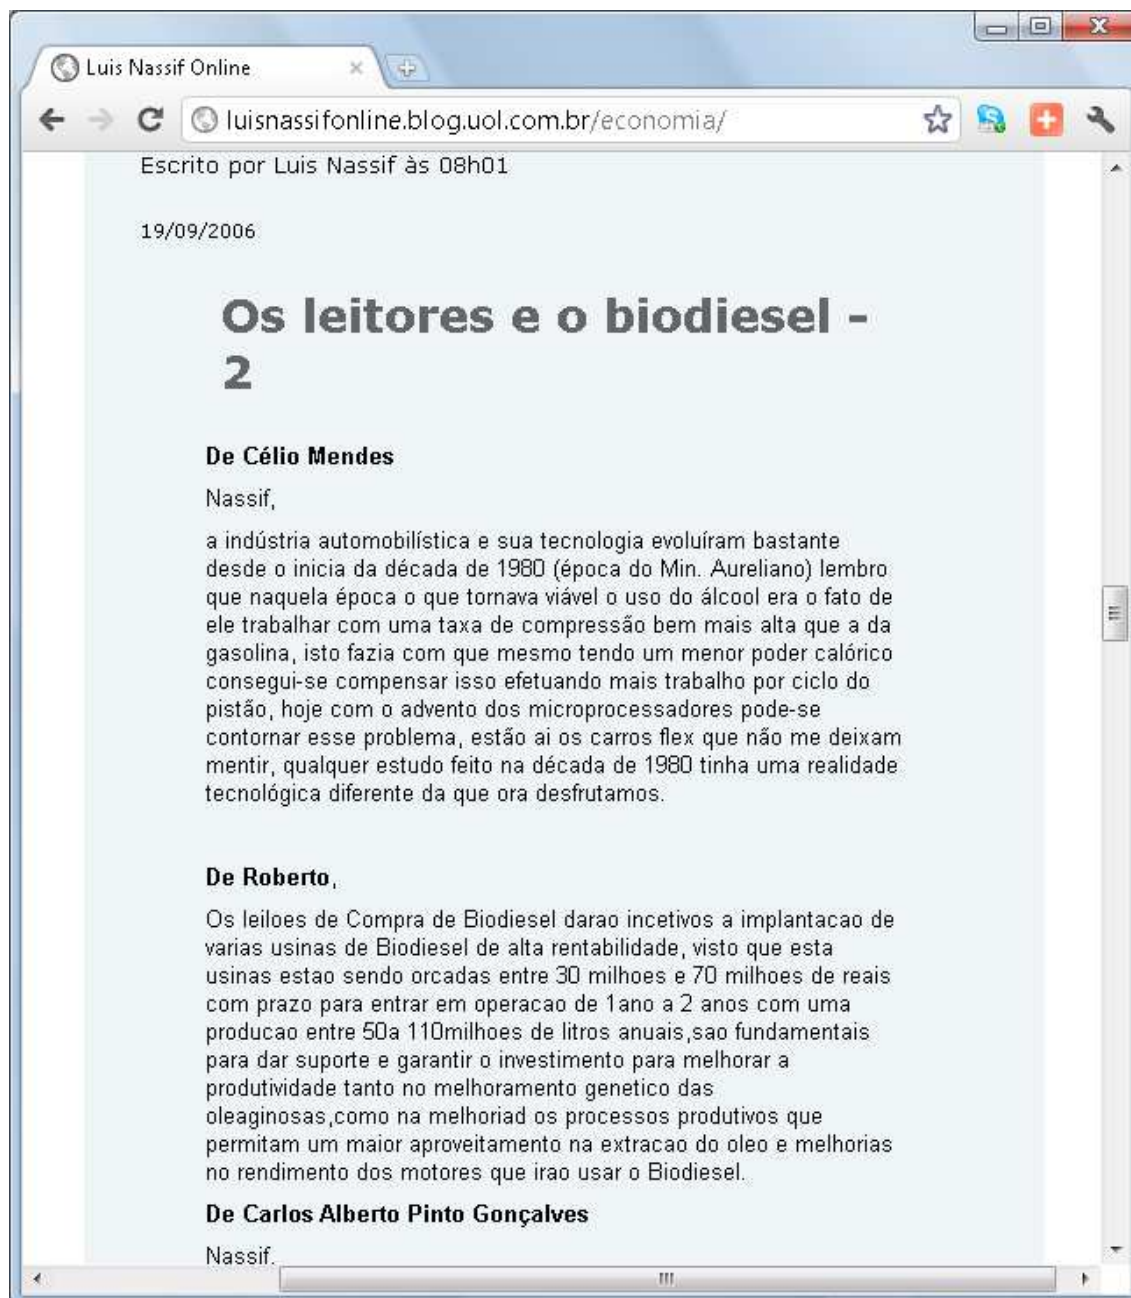 Luis Nassif Online
luisnassifonline.blog.uol.com.br/economia/
Escrito por Luis Nassif às 08h01
19/09/2006
Os leitores e o biodiesel -
2
De Célio Mendes
Nassif,
a indústria automobilística e sua tecnologia evoluíram bastante
desde o inicia da década de 1980 (época do Min. Aureliano) lembro
que naquela época o que tornava viável o uso do álcool era o fato de
ele trabalhar com uma taxa de compressão bem mais alta que a da
gasolina, isto fazia com que mesmo tendo um menor poder calórico
consegui-se compensar isso efetuando mais trabalho por ciclo do
pistão, hoje com o advento dos microprocessadores pode-se
contornar esse problema, estão ai os carros flex que não me deixam
mentir, qualquer estudo feito na década de 1980 tinha uma realidade
tecnológica diferente da que ora desfrutamos.
De Roberto,
Os leiloes de Compra de Biodiesel darao incetivos a implantacao de
varias usinas de Biodiesel de alta rentabilidade, visto que esta
usinas estao sendo orcadas entre 30 milhoes e 70 milhoes de reais
com prazo para entrar em operacao de 1ano a 2 anos com uma
producao entre 50a 110milhoes de litros anuais,sao fundamentais
para dar suporte e garantir o investimento para melhorar a
produtividade tanto no melhoramento genetico das
oleaginosas,como na melhoriad os processos produtivos que
permitam um maior aproveitamento na extracao do oleo e melhorias
no rendimento dos motores que irao usar o Biodiesel.
De Carlos Alberto Pinto Gonçalves
Nassif,